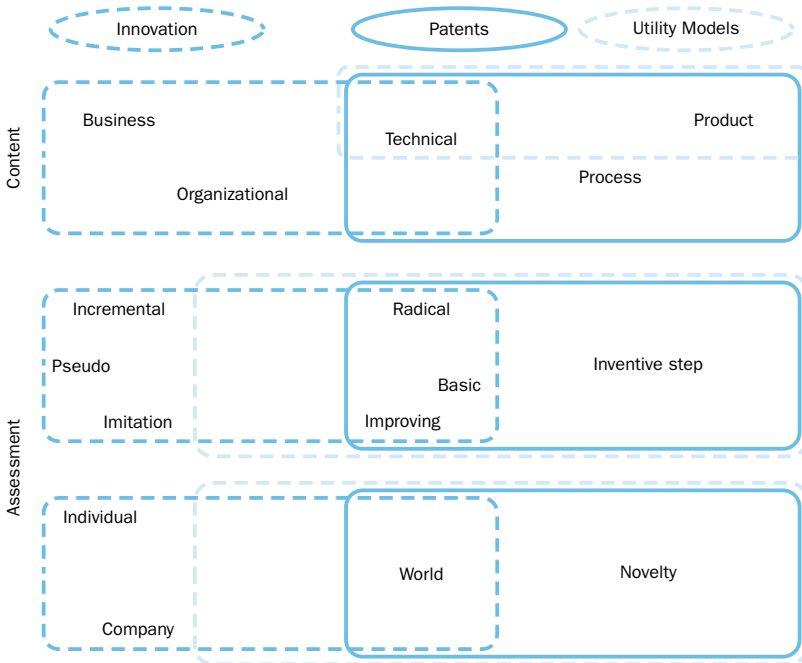 Innovation
Patents
Utility Models
Content
Business
Technical
Product
Process
Organizational
Assessment
Incremental
Radical
Pseudo
Inventive step
Basic
Imitation
Improving
Individual
World
Novelty
Company